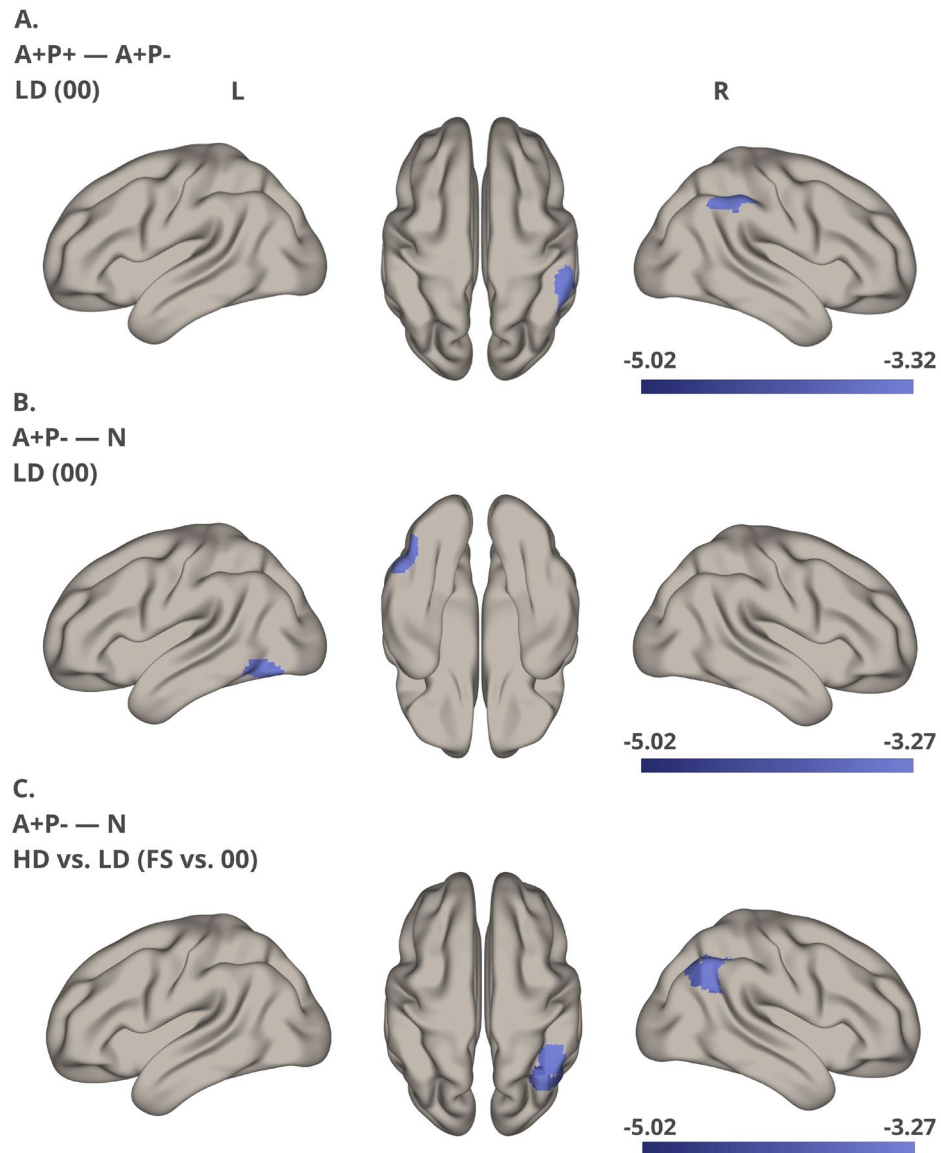 A.
A+P+ — A+P-
LD (00)
L
R
-5.02
-3.32
B.
A+P- — N
LD (00)
-5.02
-3.27
C.
A+P- — N
HD vs. LD (FS vs. 00)
-5.02
-3.27